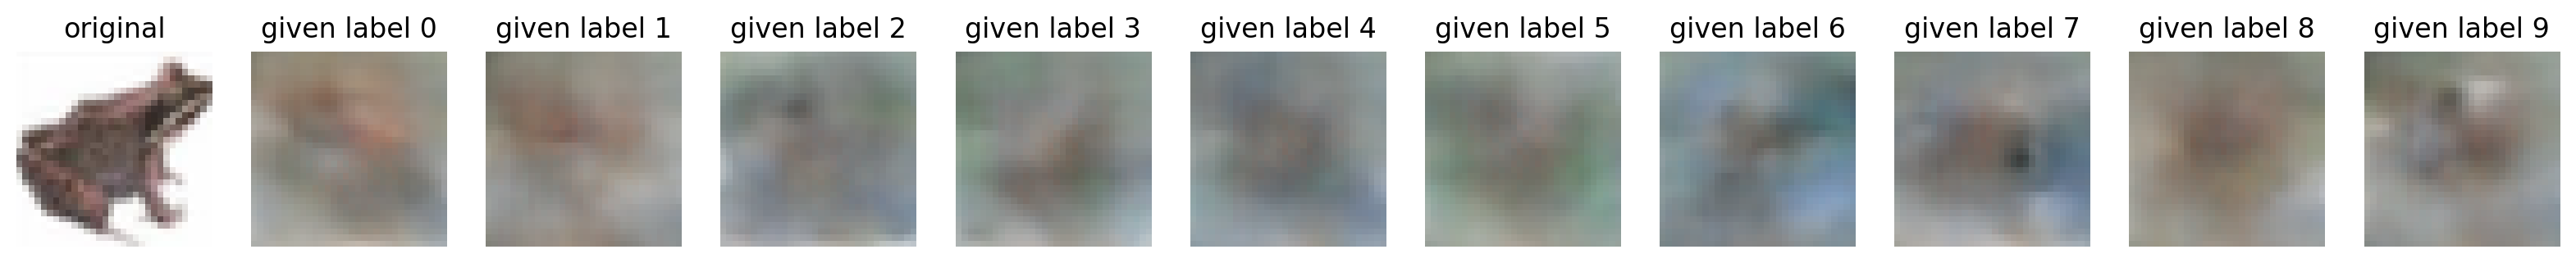 original
given label 0
given label 1
given label 2
given label 3
given label 4
given label 5
given label 6
given label 7
given label 8
given label 9